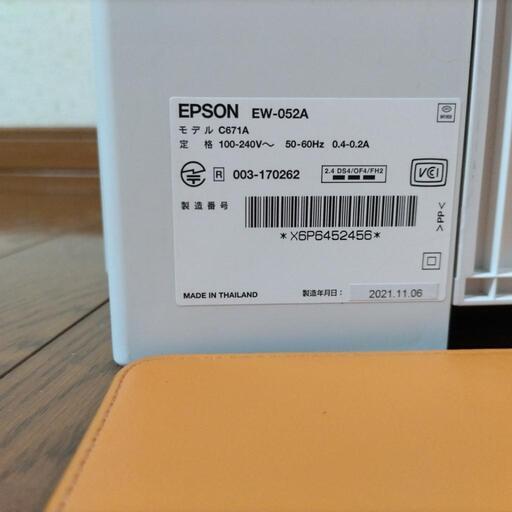 EPSON EW-052A
モデル C671A
定格 100-240V～ 50-60Hz 0.4-0.2A
R 003-170262 2.4 DS4/OF4/FH2 VCI
製造番号
*X6P6452456*
>PP<
MADE IN THAILAND 製造年月日： 2021.11.06